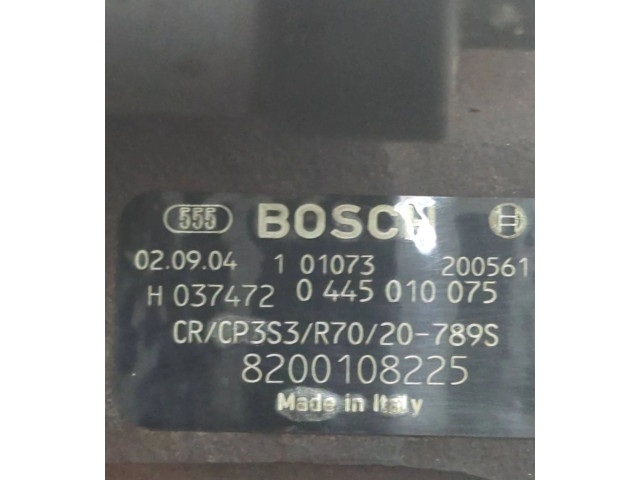 555 BOSCH H
02.09.04 1 01073 200561
H 037472 0 445 010 075
CR/CP3S3/R70/20-789S
8200108225
Made in Italy